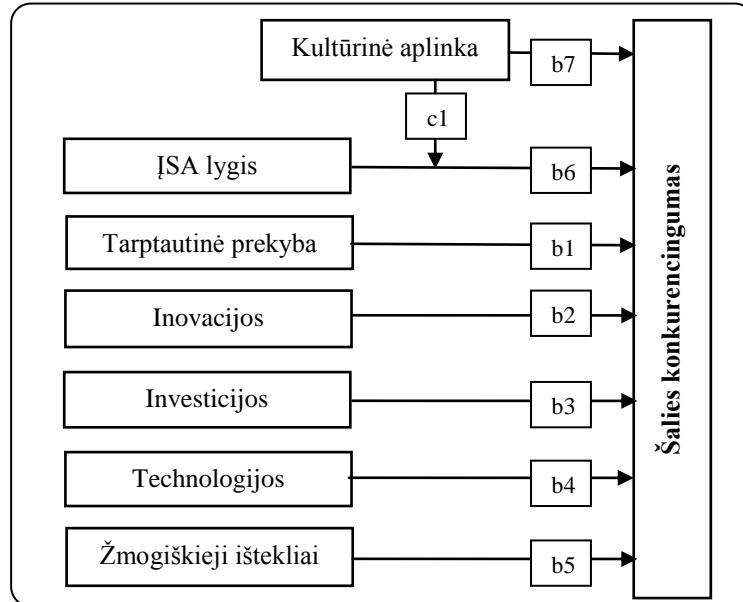 Kultūrinė aplinka
b7
c1
ĮSA lygis
b6
Tarptautinė prekyba
b1
Inovacijos
b2
Investicijos
b3
Technologijos
b4
Žmogiškieji ištekliai
b5
Šalies konkurencingumas